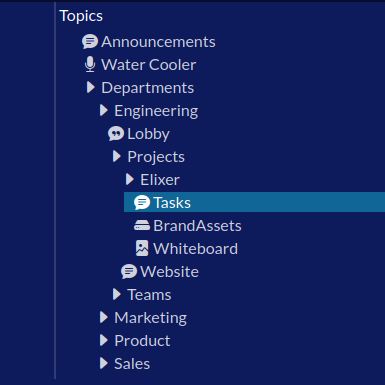 Topics
Announcements
Water Cooler
Departments
Engineering
Lobby
Projects
Elixer
Tasks
BrandAssets
Whiteboard
Website
Teams
Marketing
Product
Sales